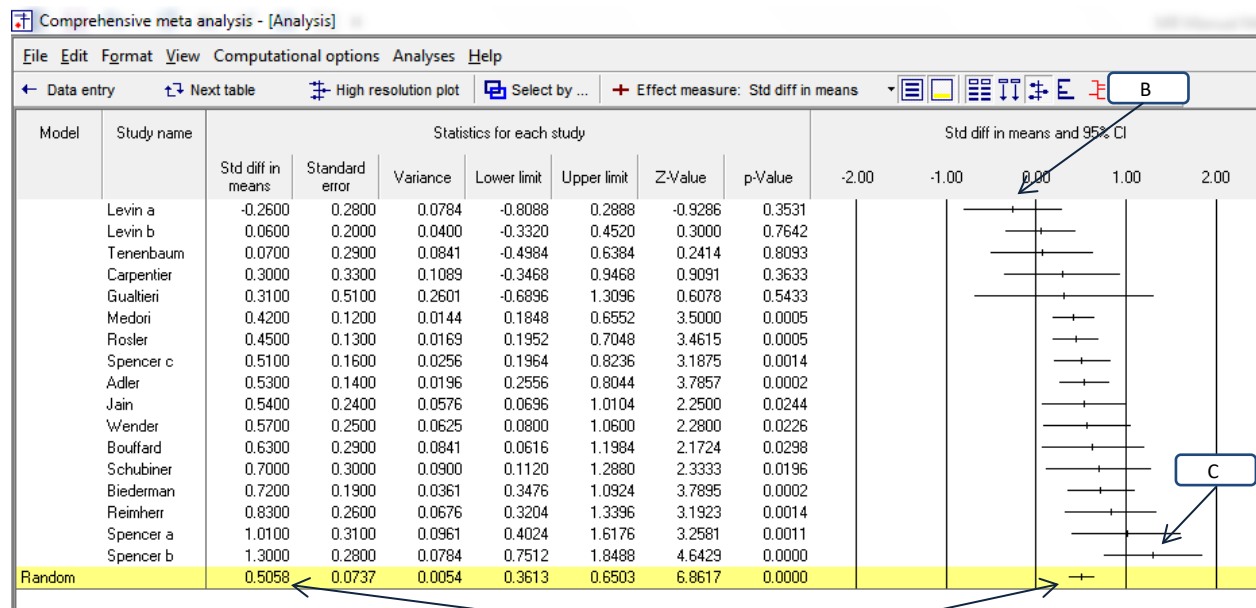 Comprehensive meta analysis - [Analysis]
File Edit Format View Computational options Analyses Help
Data entry Next table High resolution plot Select by ... Effect measure: Std diff in means B
Model Study name Statistics for each study Std diff in means and 95% CI
Std diff in means Standard error Variance Lower limit Upper limit Z-Value p-Value -2.00 -1.00 0.00 1.00 2.00
Levin a -0.2600 0.2800 0.0784 -0.8088 0.2888 -0.9286 0.3531
Levin b 0.0600 0.2000 0.0400 -0.3320 0.4520 0.3000 0.7642
Tenenbaum 0.0700 0.2900 0.0841 -0.4984 0.6384 0.2414 0.8093
Carpentier 0.3000 0.3300 0.1089 -0.3468 0.9468 0.9091 0.3633
Gualtieri 0.3100 0.5100 0.2601 -0.6896 1.3096 0.6078 0.5433
Medori 0.4200 0.1200 0.0144 0.1848 0.6552 3.5000 0.0005
Rosler 0.4500 0.1300 0.0169 0.1952 0.7048 3.4615 0.0005
Spencer c 0.5100 0.1600 0.0256 0.1964 0.8236 3.1875 0.0014
Adler 0.5300 0.1400 0.0196 0.2556 0.8044 3.7857 0.0002
Jain 0.5400 0.2400 0.0576 0.0696 1.0104 2.2500 0.0244
Wender 0.5700 0.2500 0.0625 0.0800 1.0600 2.2800 0.0226
Bouffard 0.6300 0.2900 0.0841 0.0616 1.1984 2.1724 0.0298
Schubiner 0.7000 0.3000 0.0900 0.1120 1.2880 2.3333 0.0196
C
Biederman 0.7200 0.1900 0.0361 0.3476 1.0924 3.7895 0.0002
Reimherr 0.8300 0.2600 0.0676 0.3204 1.3396 3.1923 0.0014
Spencer a 1.0100 0.3100 0.0961 0.4024 1.6176 3.2581 0.0011
Spencer b 1.3000 0.2800 0.0784 0.7512 1.8488 4.6429 0.0000
Random 0.5058 0.0737 0.0054 0.3613 0.6503 6.8617 0.0000